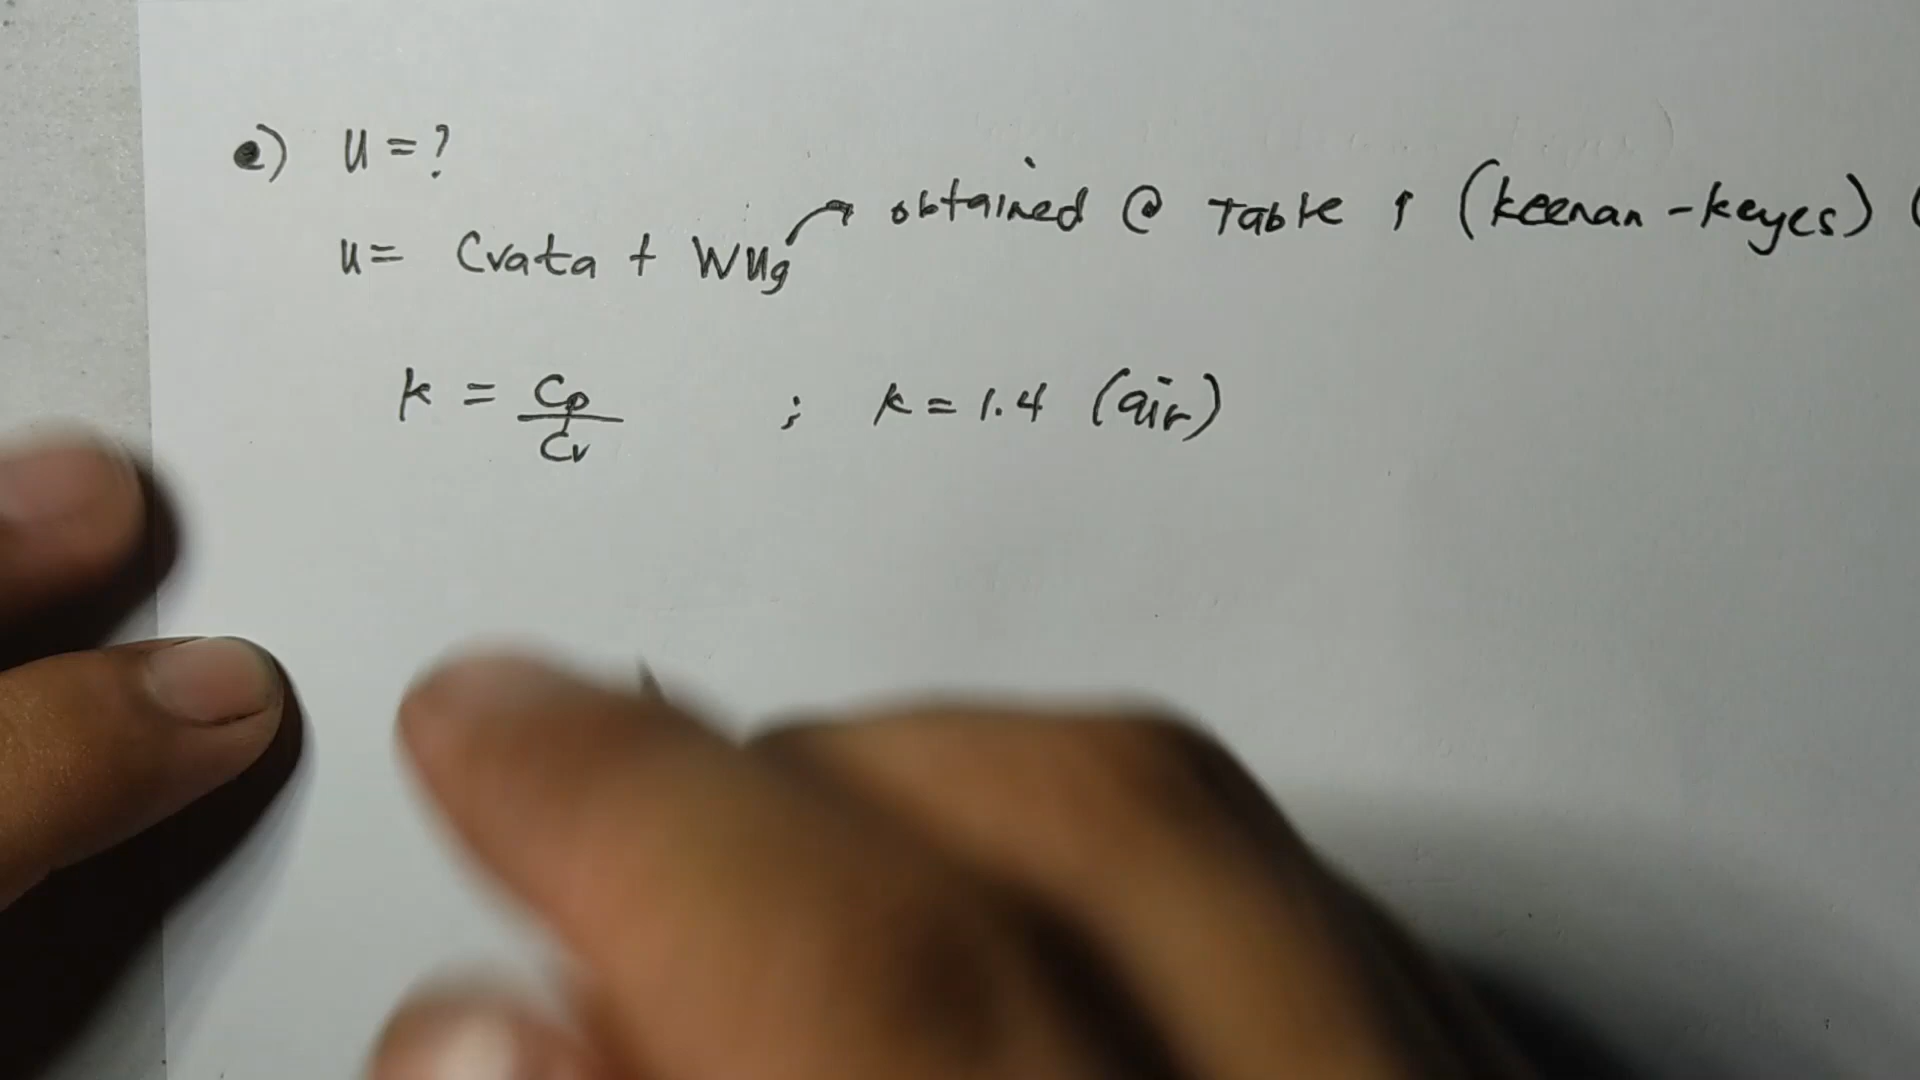 e) u = ?
u = Cvata + Wug → obtained @ Table 1 (keenan-keyes) (
k = Cp/Cv ; k = 1.4 (air)